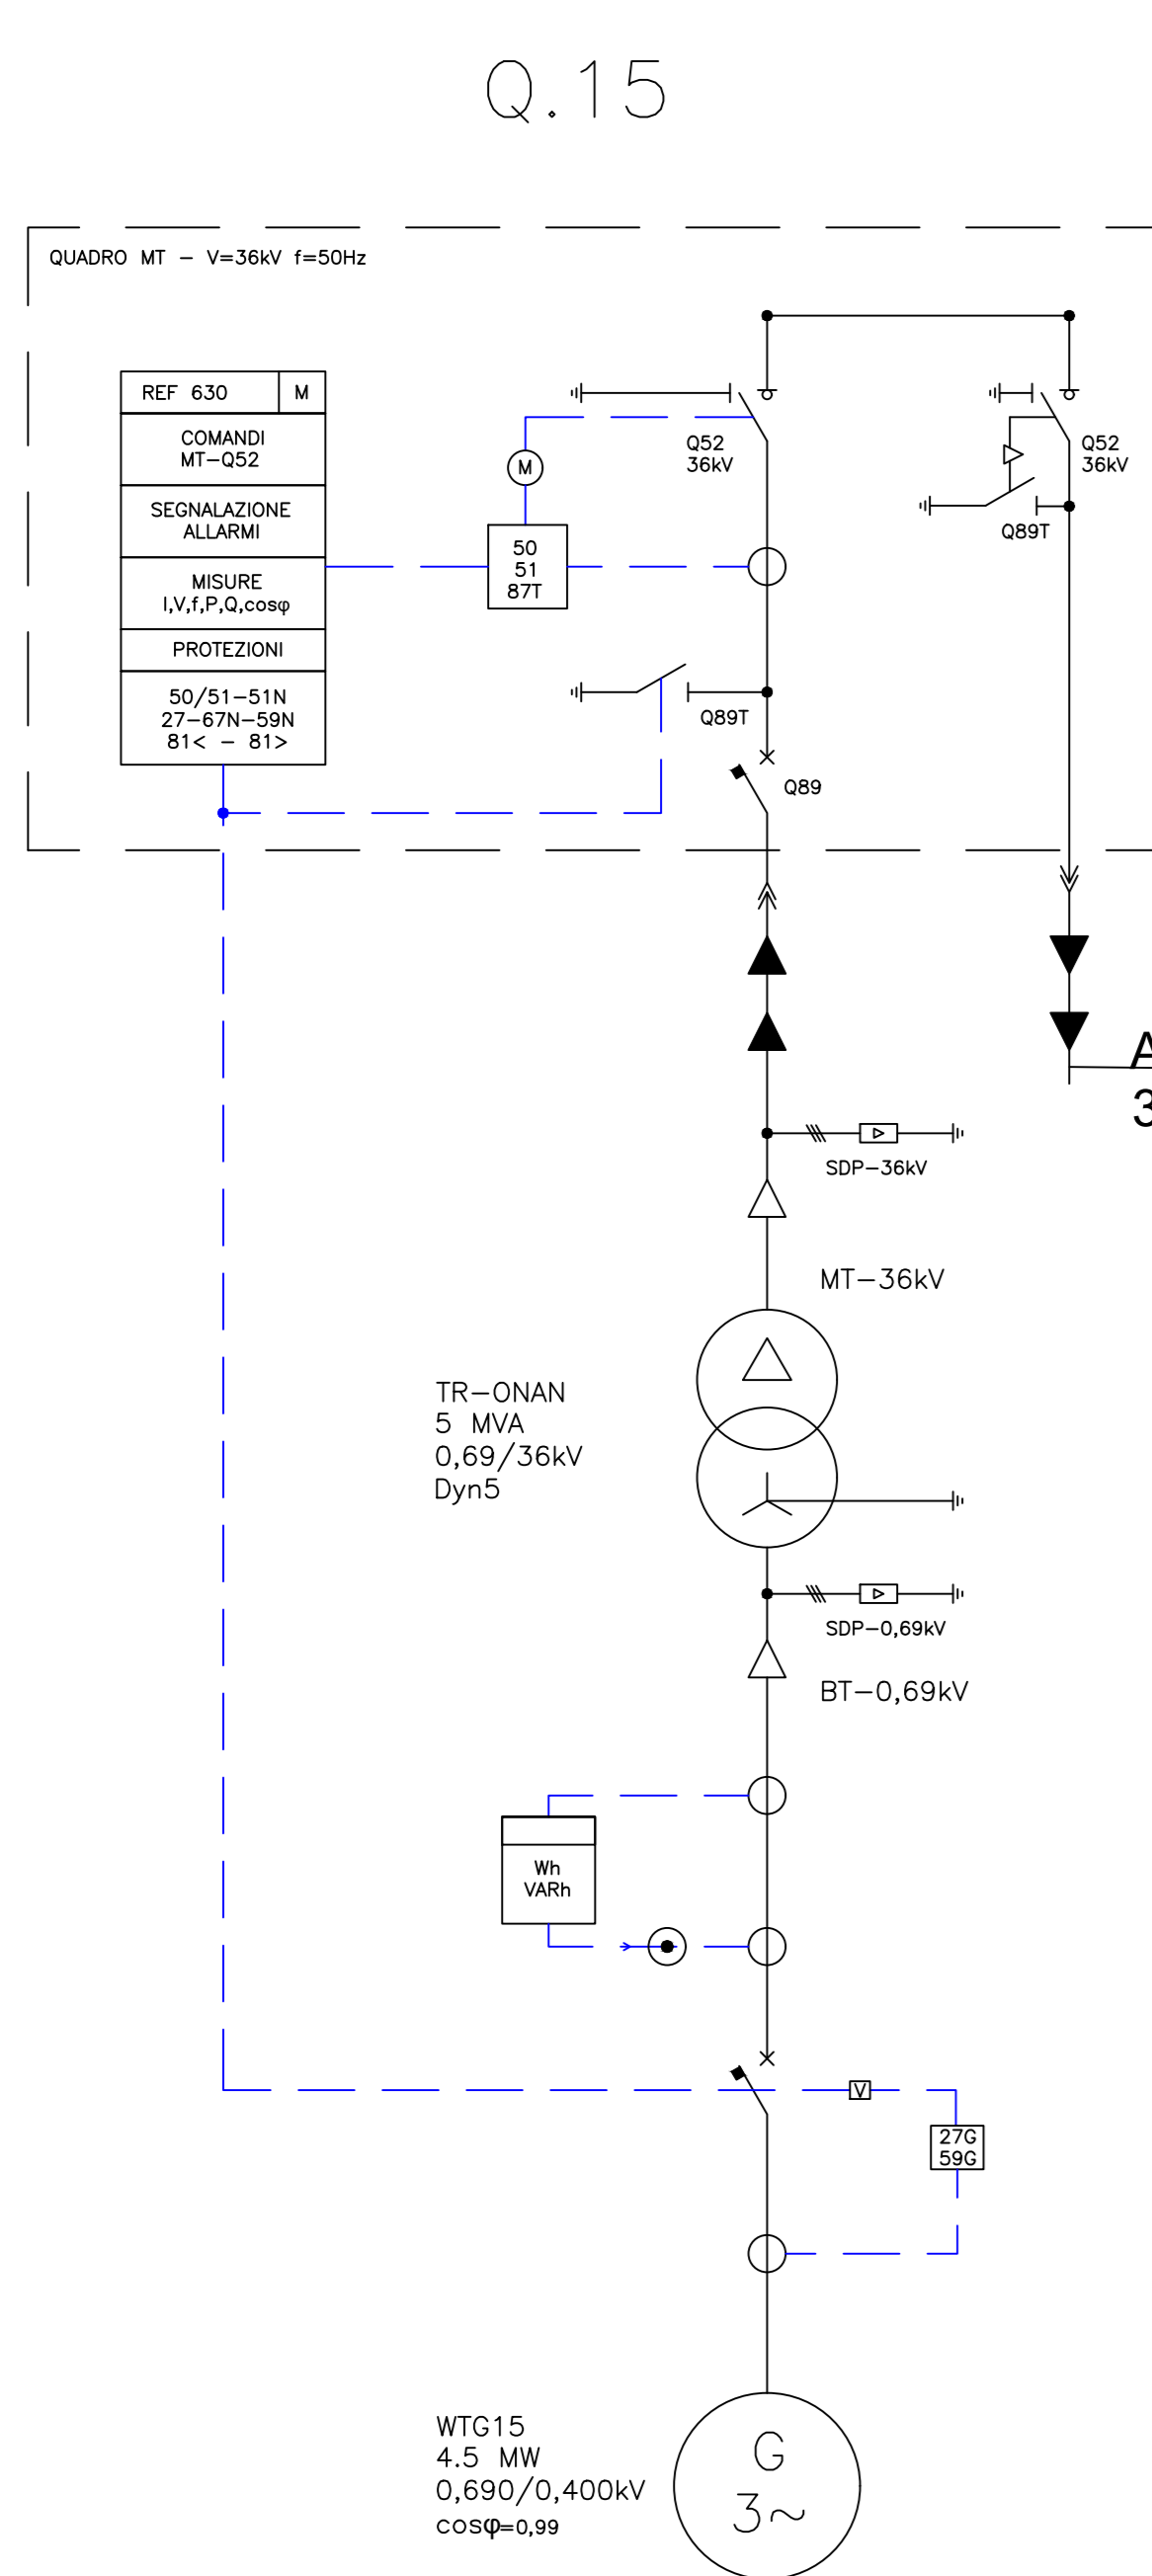 Q.15
QUADRO MT - V=36kV f=50Hz
REF 630
M
COMANDI
MT-Q52
SEGNALAZIONE
ALLARMI
MISURE
I,V,f,P,Q,cosφ
PROTEZIONI
50/51-51N
27-67N-59N
81< - 81>
M
50
51
87T
Q52
36kV
Q89T
Q89
Q52
36kV
Q89T
A
3
SDP-36kV
MT-36kV
TR-ONAN
5 MVA
0,69/36kV
Dyn5
SDP-0,69kV
BT-0,69kV
Wh
VARh
V
27G
59G
WTG15
4.5 MW
0,690/0,400kV
cosφ=0,99
G
3~